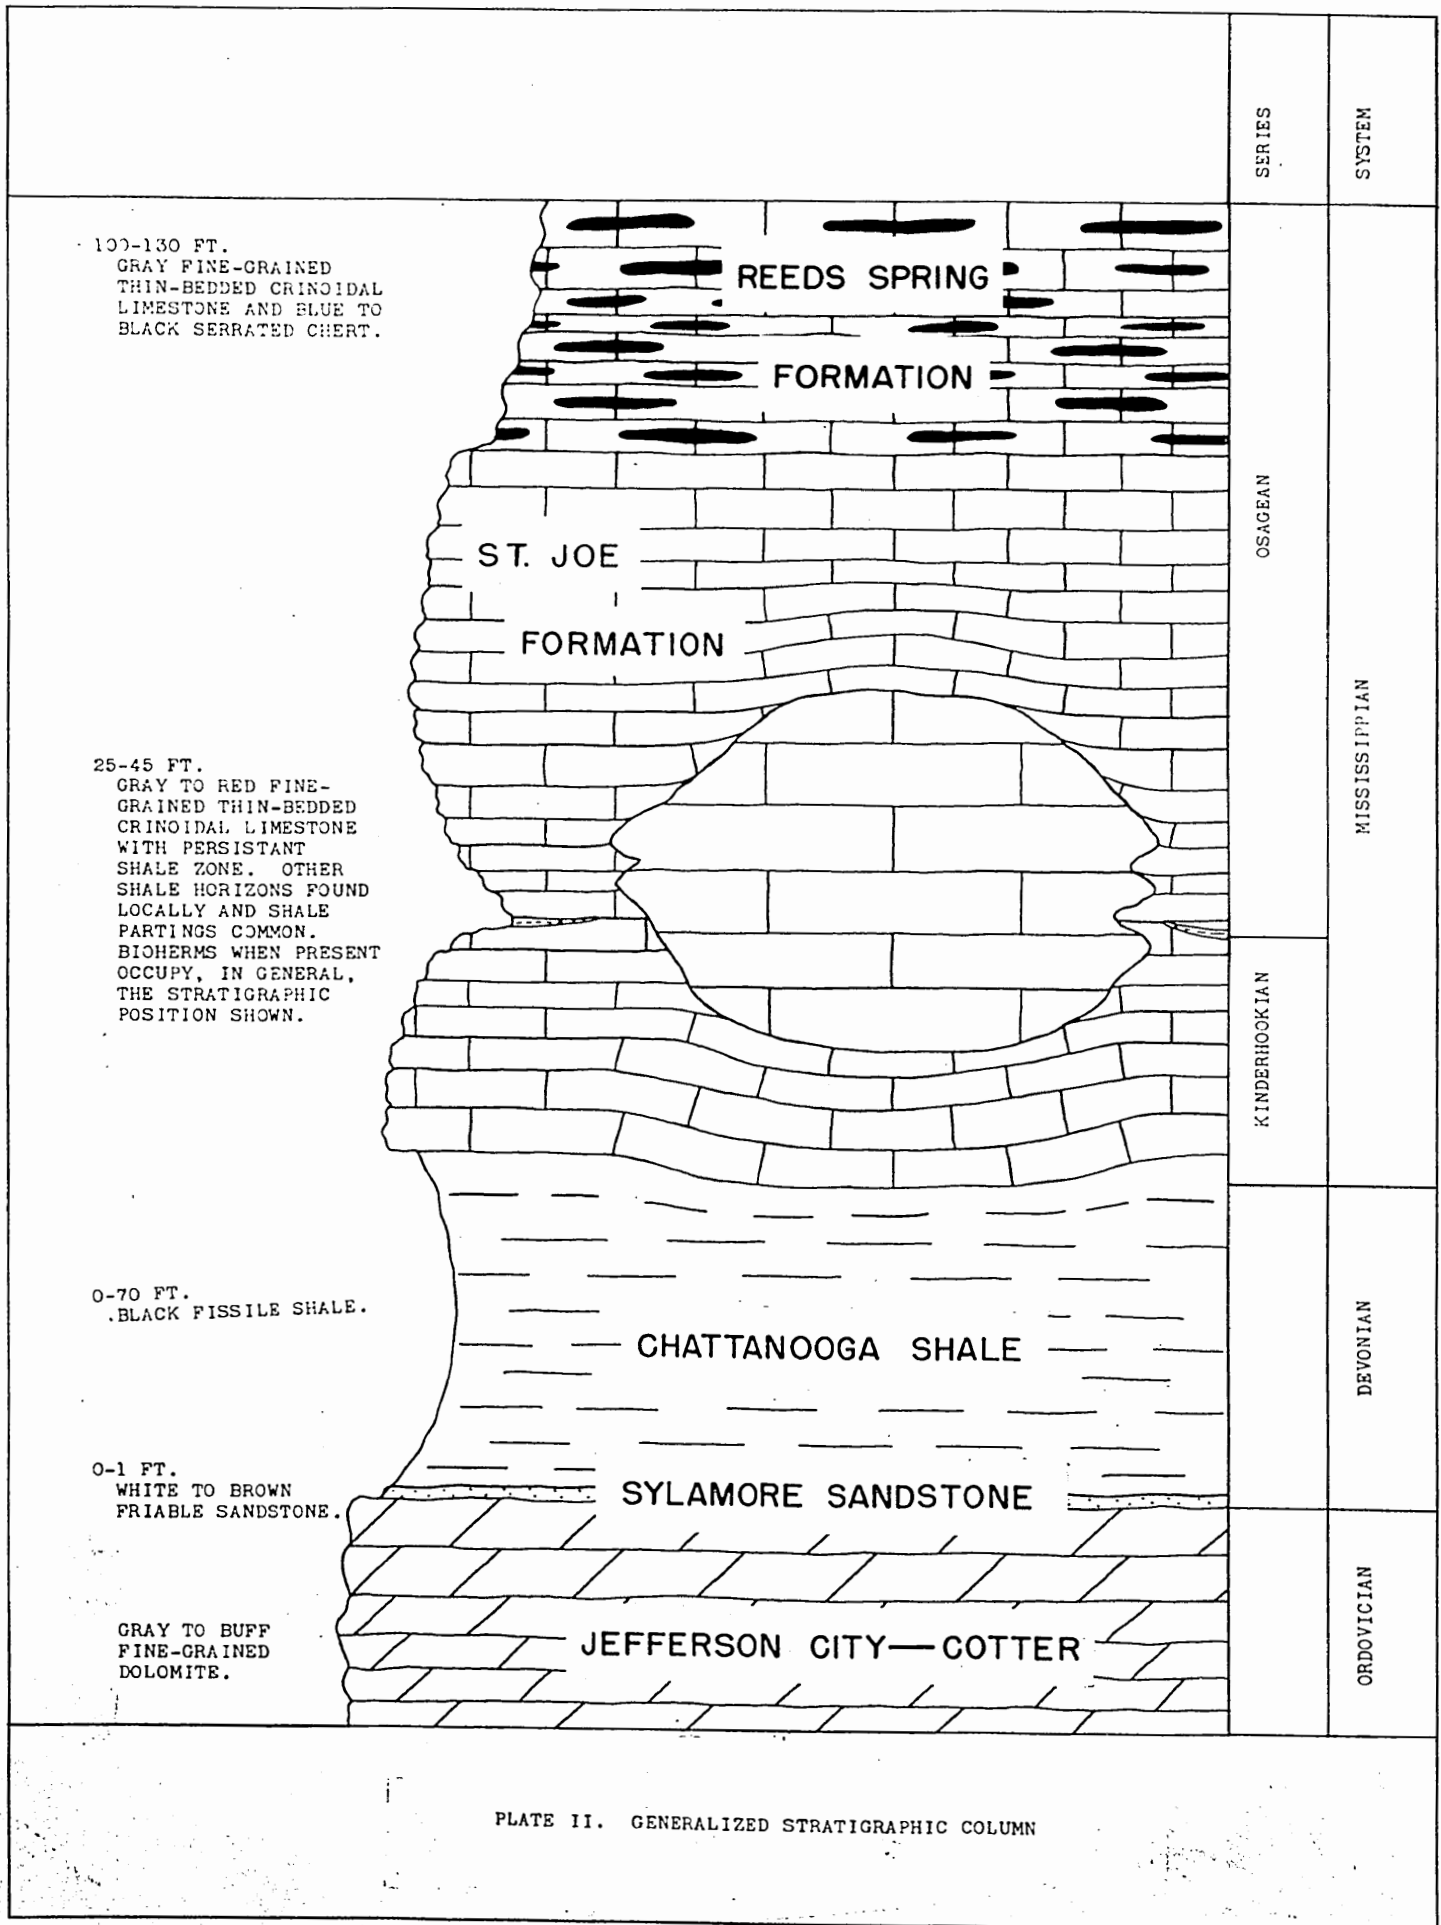 SERIES
SYSTEM
100-130 FT.
GRAY FINE-GRAINED
THIN-BEDDED CRINOIDAL
LIMESTONE AND BLUE TO
BLACK SERRATED CHERT.
REEDS SPRING
FORMATION
ST. JOE
FORMATION
OSAGEAN
MISSISSIPPIAN
25-45 FT.
GRAY TO RED FINE-
GRAINED THIN-BEDDED
CRINOIDAL LIMESTONE
WITH PERSISTANT
SHALE ZONE. OTHER
SHALE HORIZONS FOUND
LOCALLY AND SHALE
PARTINGS COMMON.
BIOHERMS WHEN PRESENT
OCCUPY, IN GENERAL,
THE STRATIGRAPHIC
POSITION SHOWN.
KINDERHOOKIAN
0-70 FT.
BLACK FISSILE SHALE.
CHATTANOOGA SHALE
DEVONIAN
0-1 FT.
WHITE TO BROWN
FRIABLE SANDSTONE.
SYLAMORE SANDSTONE
GRAY TO BUFF
FINE-GRAINED
DOLOMITE.
JEFFERSON CITY—COTTER
ORDOVICIAN
PLATE II. GENERALIZED STRATIGRAPHIC COLUMN